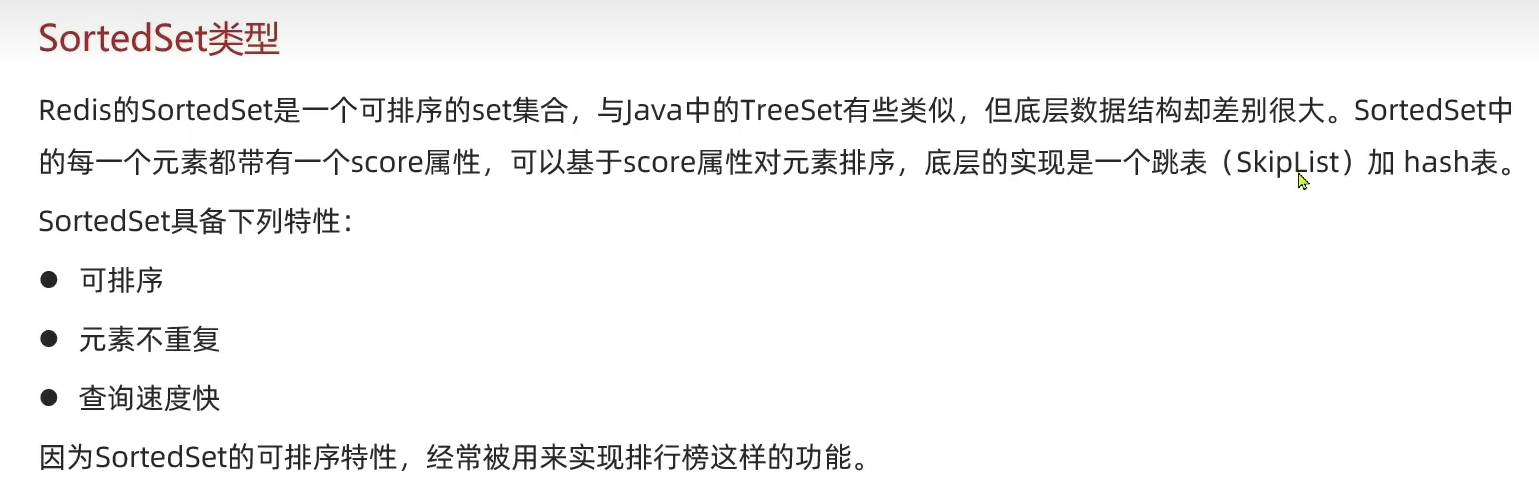 SortedSet类型
Redis的SortedSet是一个可排序的set集合，与Java中的TreeSet有些类似，但底层数据结构却差别很大。SortedSet中
的每一个元素都带有一个score属性，可以基于score属性对元素排序，底层的实现是一个跳表（SkipList）加 hash表。
SortedSet具备下列特性：
● 可排序
● 元素不重复
● 查询速度快
因为SortedSet的可排序特性，经常被用来实现排行榜这样的功能。